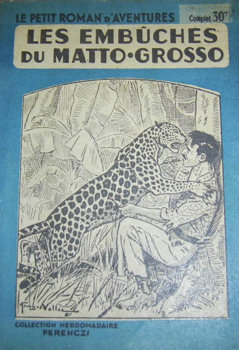 LE PETIT ROMAN D'AVENTURES
Complet 30c
LES EMBÛCHES
DU MATTO-GROSSO
COLLECTION HEBDOMADAIRE
FERENCZI